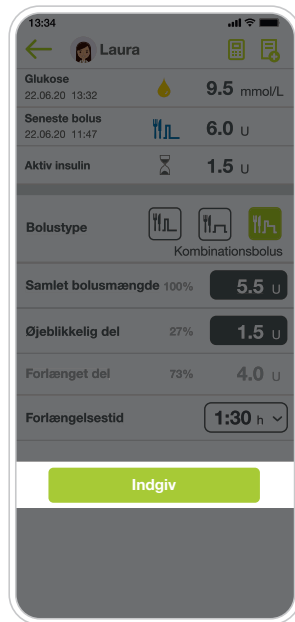 13:34
Laura
Glukose
22.06.20 13:32
9.5 mmol/L
Seneste bolus
22.06.20 11:47
6.0 U
Aktiv insulin
1.5 U
Bolustype
Kombinationsbolus
Samlet bolusmængde 100% 5.5 U
Øjeblikkelig del 27% 1.5 U
Forlænget del 73% 4.0 U
Forlængelsestid 1:30 h
Indgiv